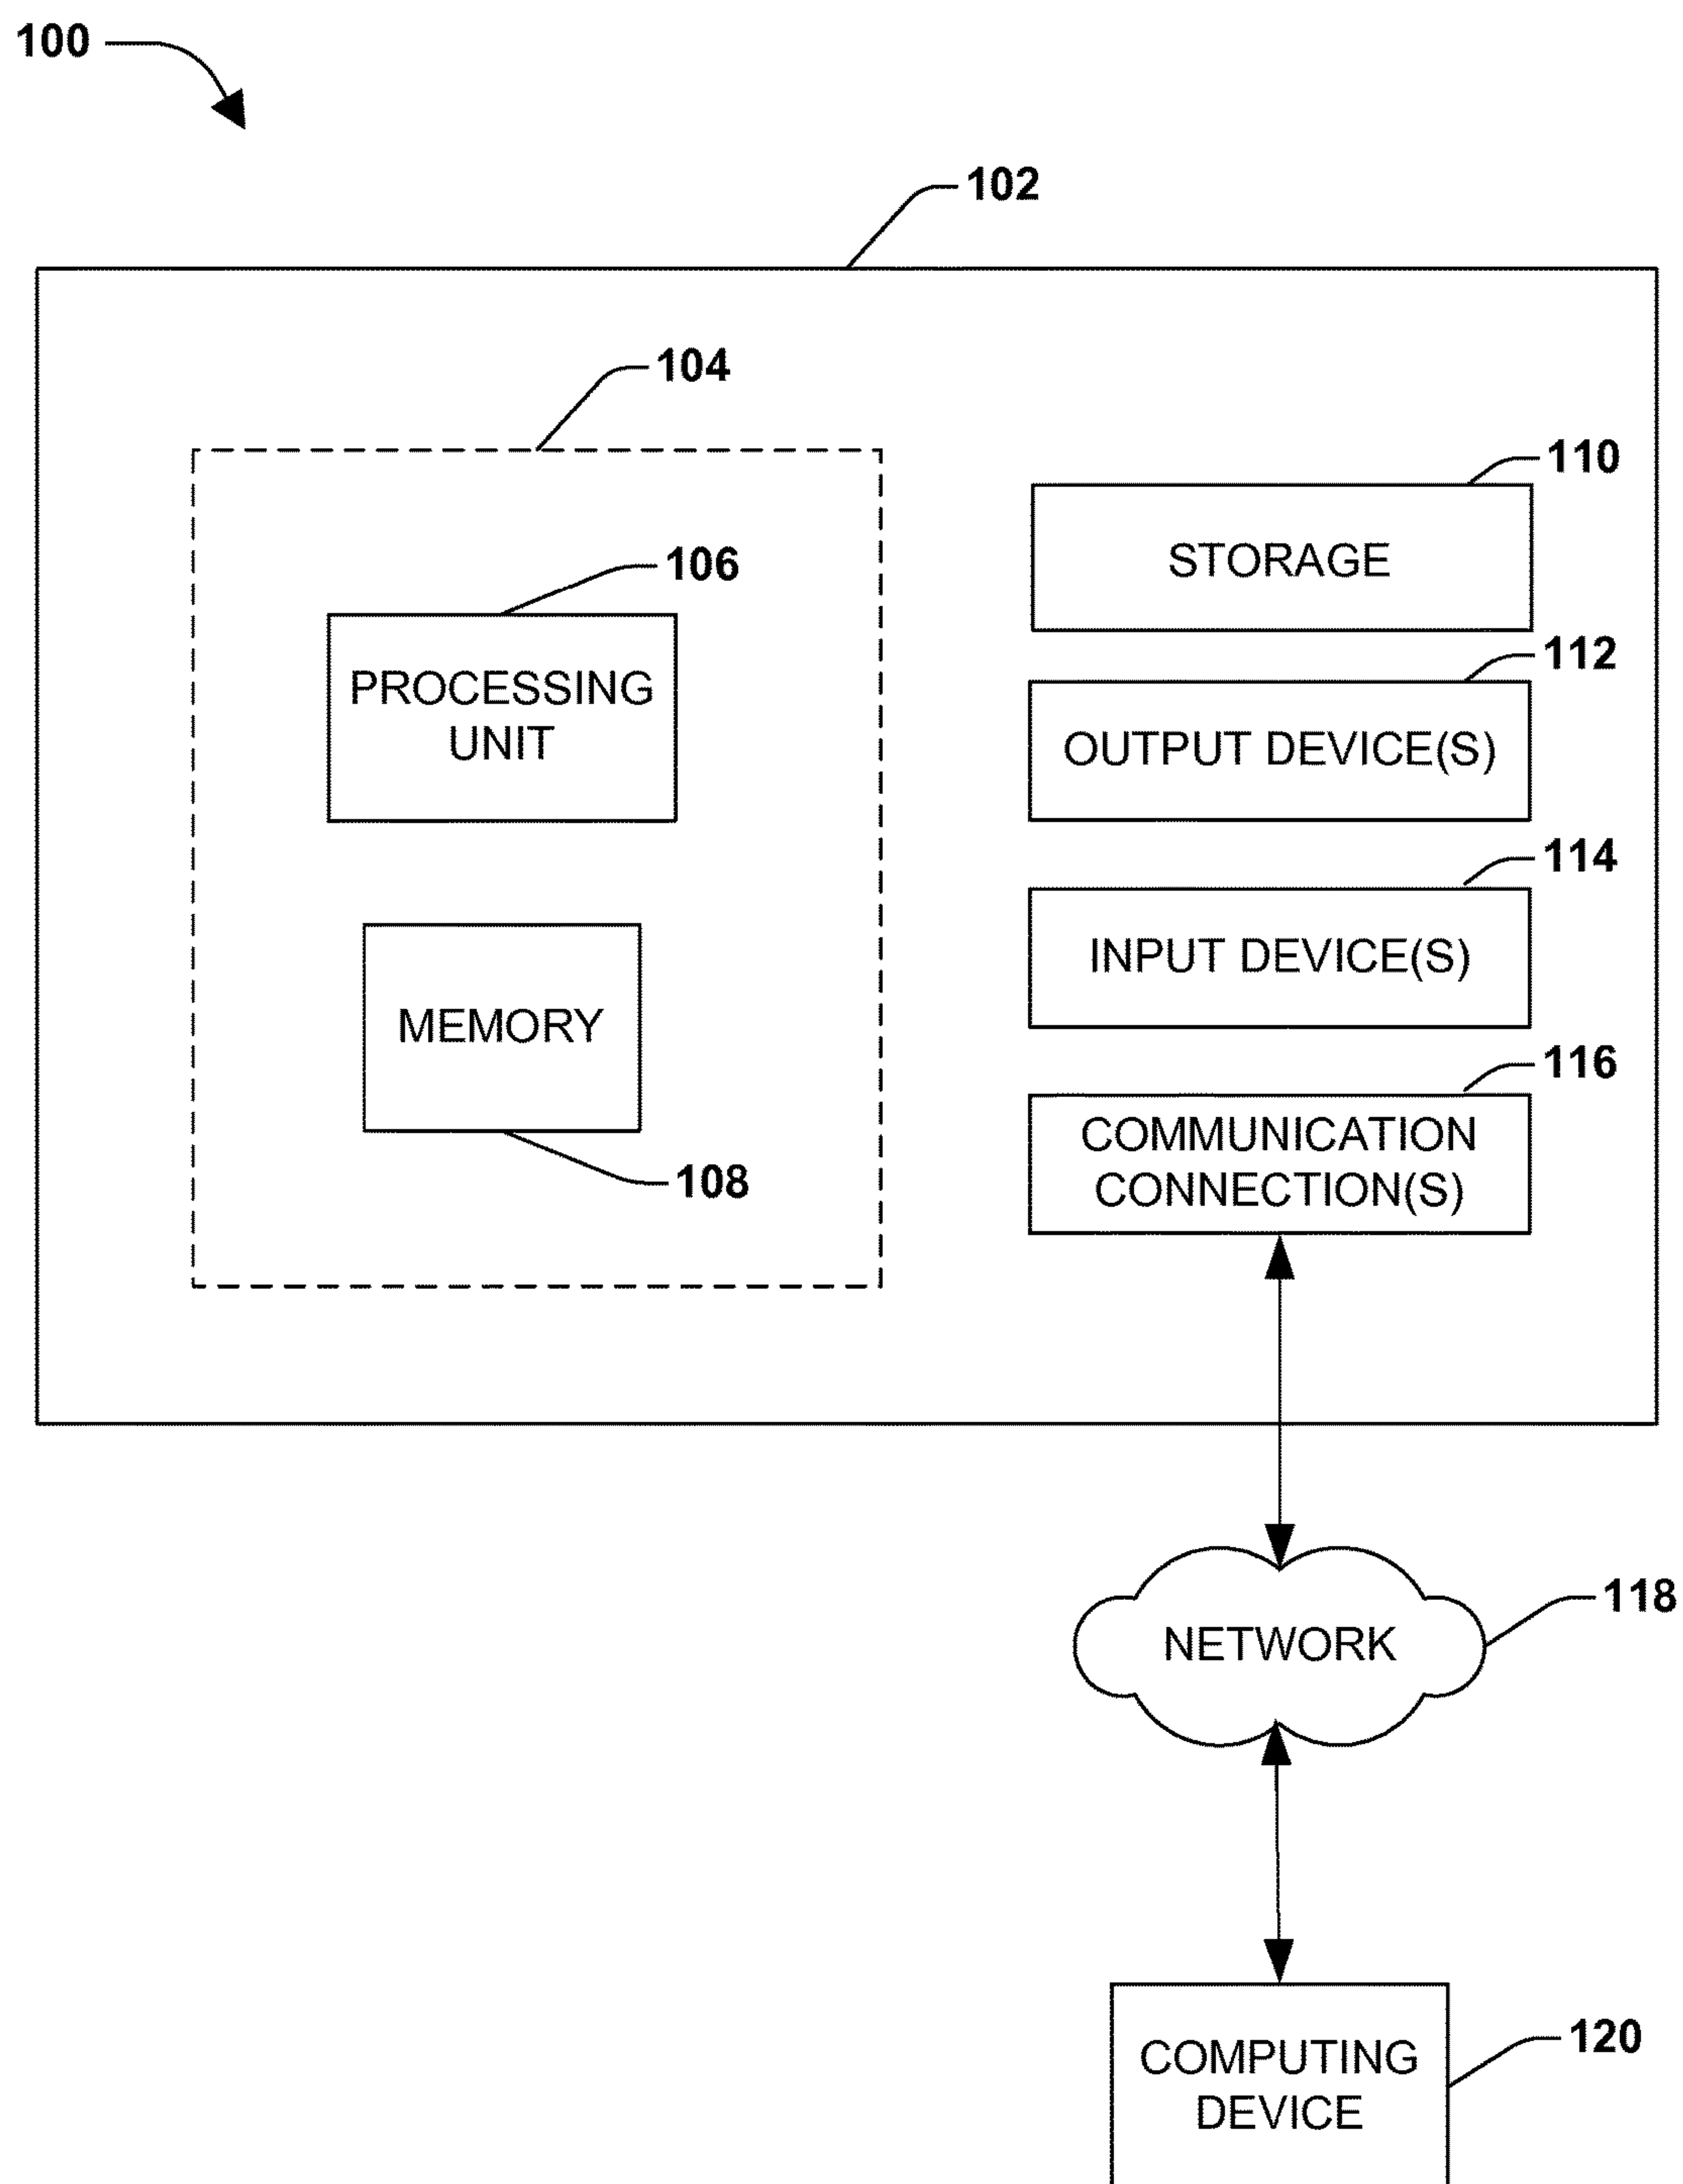 100
102
104
106
PROCESSING
UNIT
MEMORY
108
110
STORAGE
112
OUTPUT DEVICE(S)
114
INPUT DEVICE(S)
116
COMMUNICATION
CONNECTION(S)
118
NETWORK
120
COMPUTING
DEVICE